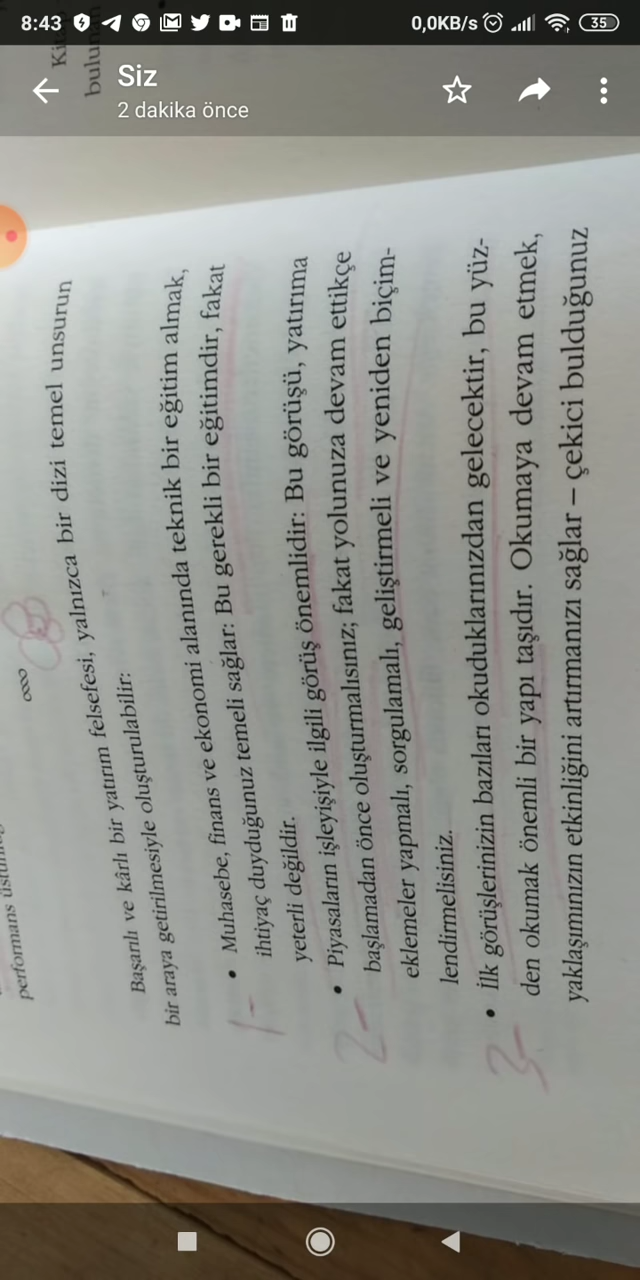 8:43
0,0KB/s
35
Siz
2 dakika önce
Kit
bulunan
performans
∞∞
Başarılı ve kârlı bir yatırım felsefesi, yalnızca bir dizi temel unsurun
bir araya getirilmesiyle oluşturulabilir:
• Muhasebe, finans ve ekonomi alanında teknik bir eğitim almak,
ihtiyaç duyduğunuz temeli sağlar: Bu gerekli bir eğitimdir, fakat
yeterli değildir.
• Piyasaların işleyişiyle ilgili görüş önemlidir: Bu görüşü, yatırıma
başlamadan önce oluşturmalısınız; fakat yolunuza devam ettikçe
eklemeler yapmalı, sorgulamalı, geliştirmeli ve yeniden biçim-
lendirmelisiniz.
• İlk görüşlerinizin bazıları okuduklarınızdan gelecektir, bu yüz-
den okumak önemli bir yapı taşıdır. Okumaya devam etmek,
yaklaşımınızın etkinliğini artırmanızı sağlar – çekici bulduğunuz
1-
2-
3-